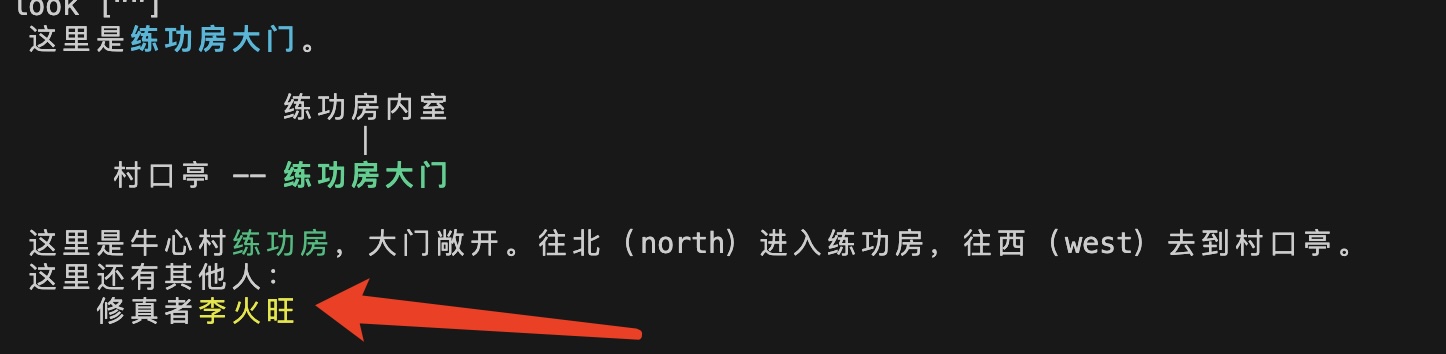 look [""]
这里是练功房大门。
练功房内室
|
村口亭 -- 练功房大门
这里是牛心村练功房，大门敞开。往北（north）进入练功房，往西（west）去到村口亭。
这里还有其他人：
修真者李火旺